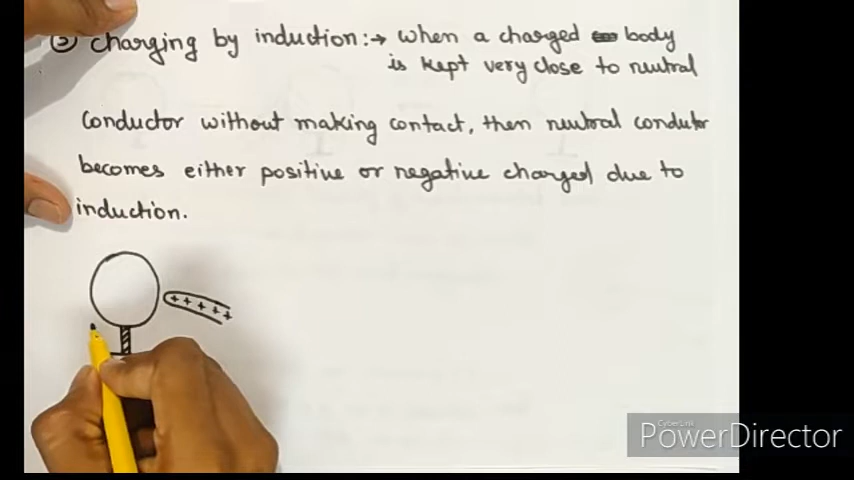 ③ Charging by induction:→ when a charged body
is kept very close to neutral
conductor without making contact, then neutral conductor
becomes either positive or negative charged due to
induction.
+ + + + +
CyberLink
PowerDirector